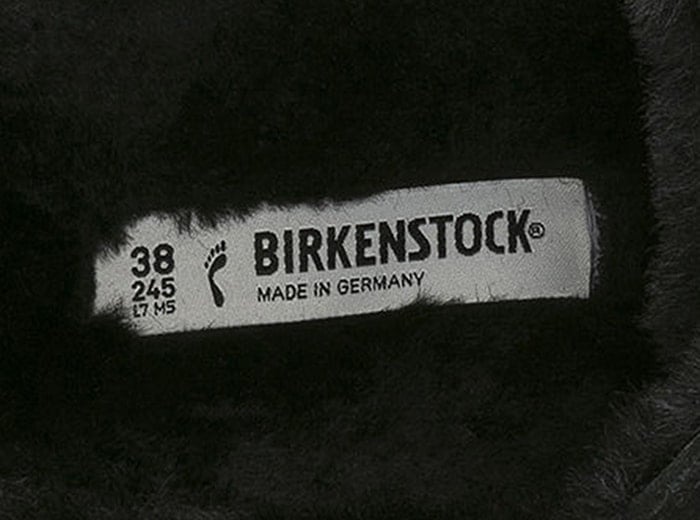 38
245
L7 M5
BIRKENSTOCK®
MADE IN GERMANY